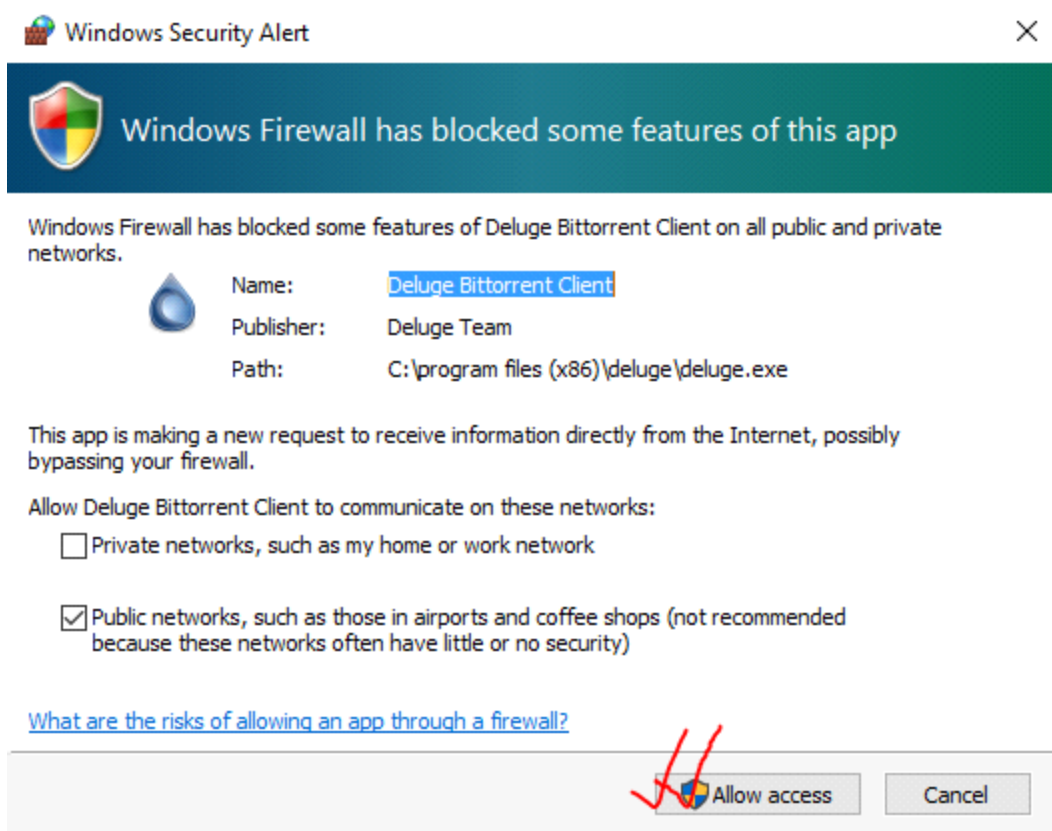 Windows Security Alert
Windows Firewall has blocked some features of this app
Windows Firewall has blocked some features of Deluge Bittorrent Client on all public and private
networks.
Name: Deluge Bittorrent Client
Publisher: Deluge Team
Path: C:\program files (x86)\deluge\deluge.exe
This app is making a new request to receive information directly from the Internet, possibly
bypassing your firewall.
Allow Deluge Bittorrent Client to communicate on these networks:
Private networks, such as my home or work network
Public networks, such as those in airports and coffee shops (not recommended
because these networks often have little or no security)
What are the risks of allowing an app through a firewall?
Allow access Cancel